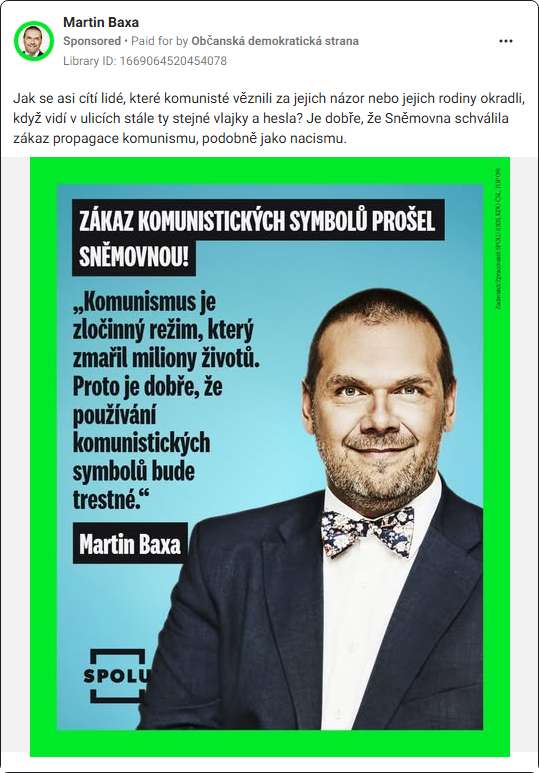 Martin Baxa
Sponsored • Paid for by Občanská demokratická strana
Library ID: 1669064520454078
Jak se asi cítí lidé, které komunisté věznili za jejich názor nebo jejich rodiny okradli,
když vidí v ulicích stále ty stejné vlajky a hesla? Je dobře, že Sněmovna schválila
zákaz propagace komunismu, podobně jako nacismu.
ZÁKAZ KOMUNISTICKÝCH SYMBOLŮ PROŠEL
SNĚMOVNOU!
„Komunismus je
zločinný režim, který
zmařil miliony životů.
Proto je dobře, že
používání
komunistických
symbolů bude
trestné.“
Martin Baxa
SPOLU